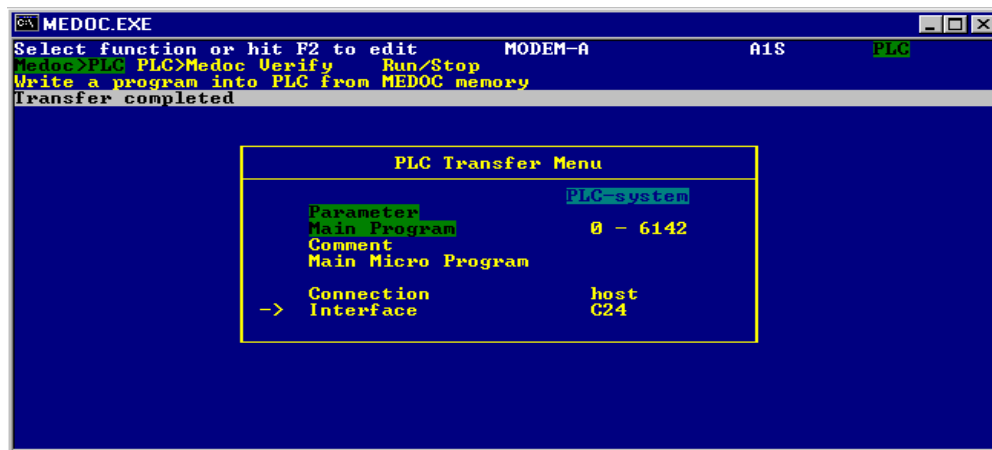 MEDOC.EXE
Select function or hit F2 to edit MODEM-A A1S PLC
Medoc>PLC PLC>Medoc Verify Run/Stop
Write a program into PLC from MEDOC memory
Transfer completed
PLC Transfer Menu
PLC-system
Parameter
Main Program 0 - 6142
Comment
Main Micro Program
Connection host
-> Interface C24